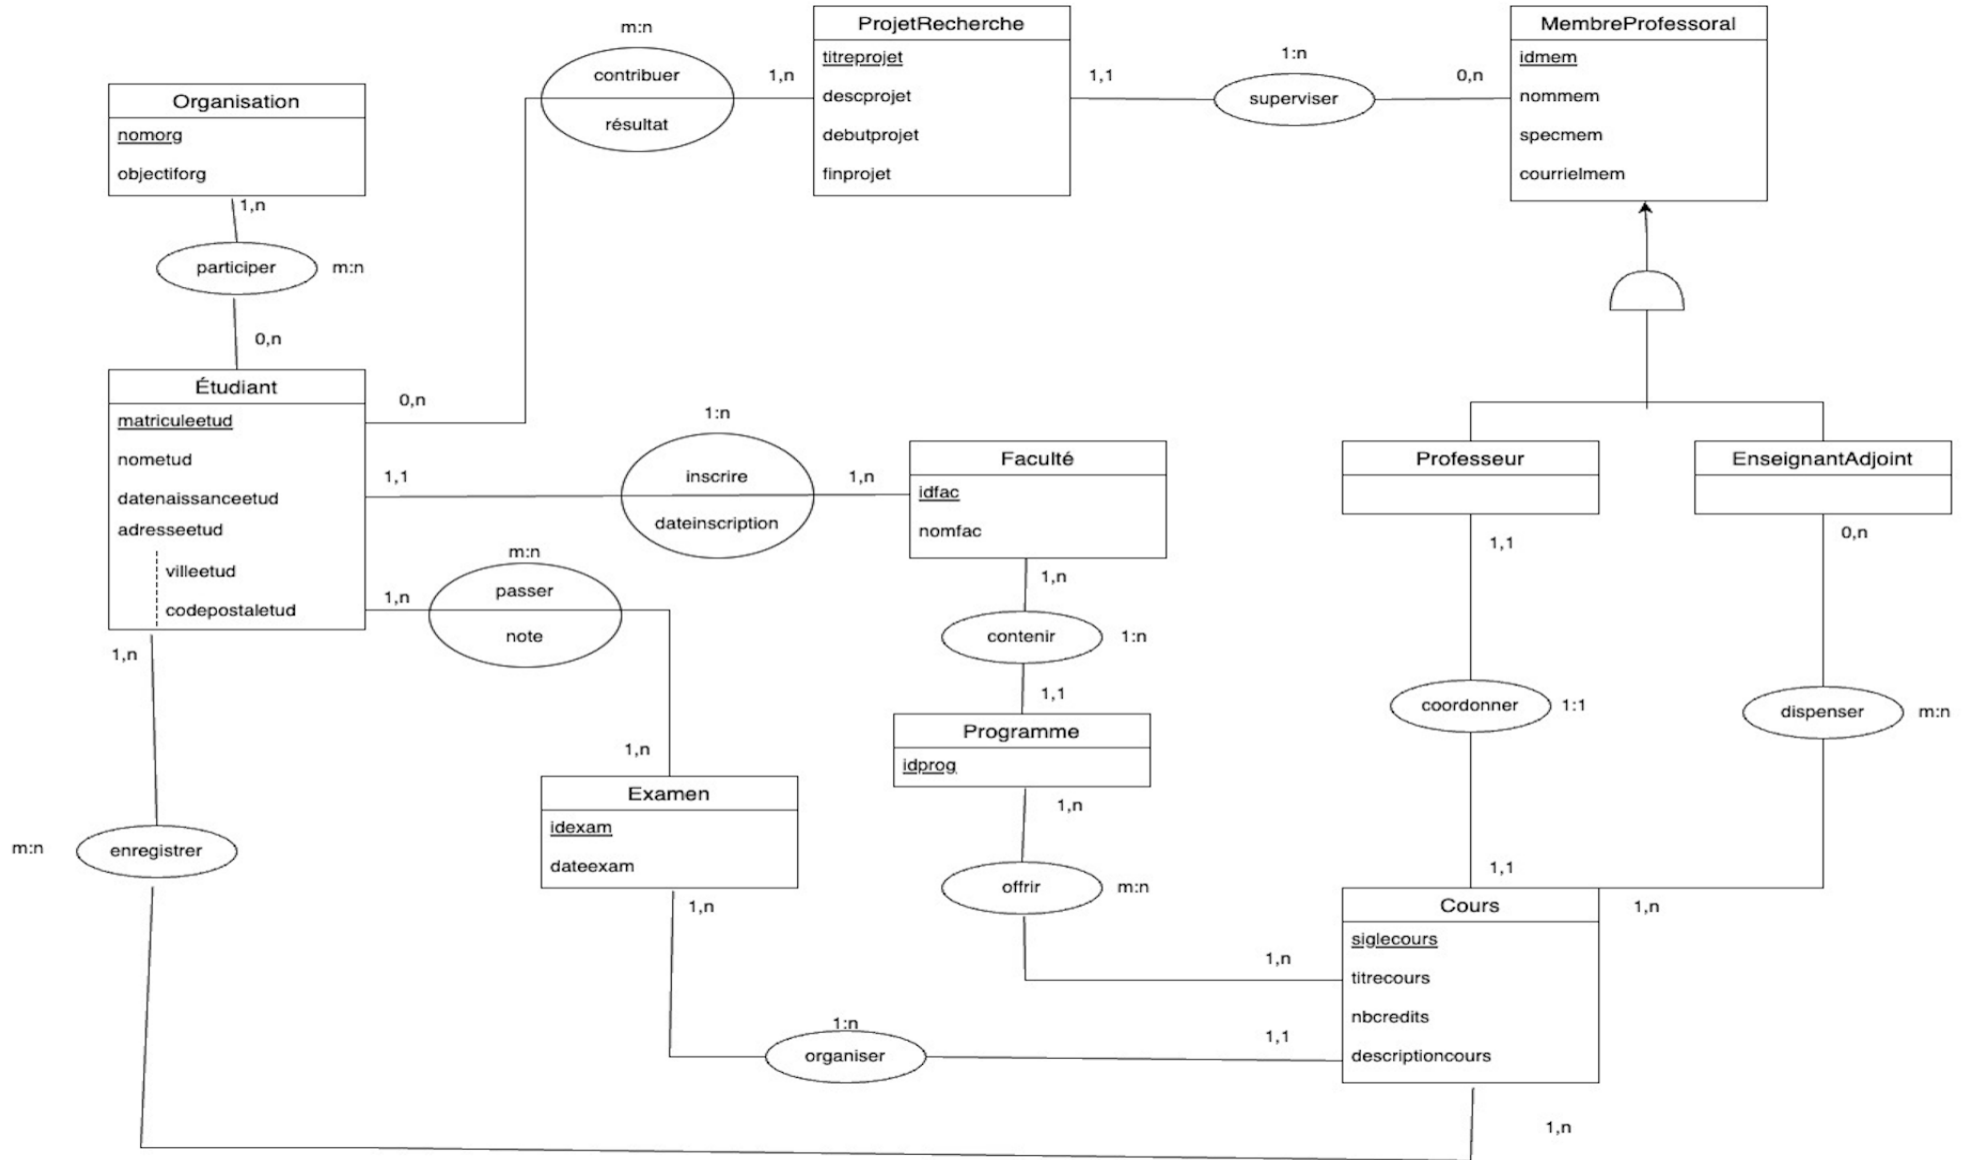 m:n
contribuer
résultat
1,n
ProjetRecherche
titreprojet
descprojet
debutprojet
finprojet
1,1
1:n
superviser
0,n
MembreProfessoral
idmem
nommem
specmem
courrielmem
Organisation
nomorg
objectiforg
1,n
participer
m:n
0,n
Étudiant
matriculeetud
nometud
datenaissanceetud
adresseetud
villeetud
codepostaletud
0,n
1,1
1:n
inscrire
dateinscription
1,n
Faculté
idfac
nomfac
Professeur
EnseignantAdjoint
1,n
m:n
passer
note
1,n
contenir
1:n
1,1
Programme
idprog
1,n
1,1
0,n
coordonner
1:1
dispenser
m:n
1,n
1,n
Examen
idexam
dateexam
m:n
enregistrer
offrir
m:n
1,n
1,1
1,n
Cours
siglecours
titrecours
nbcredits
descriptioncours
1,n
1:n
organiser
1,1
1,n